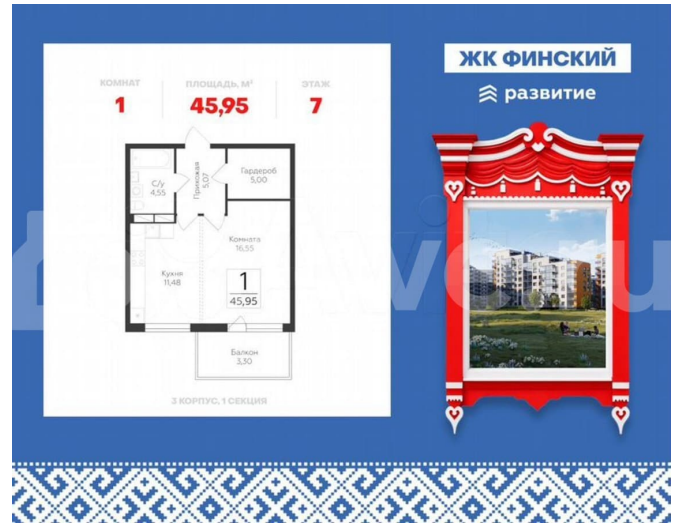 КОМНАТ
1
ПЛОЩАДЬ, М²
45,95
ЭТАЖ
7
С/у
4,55
Прихожая
5,07
Гардероб
5,00
Кухня
11,48
Комната
16,55
1
45,95
Балкон
3,30
3 КОРПУС, 1 СЕКЦИЯ
ЖК ФИНСКИЙ
развитие